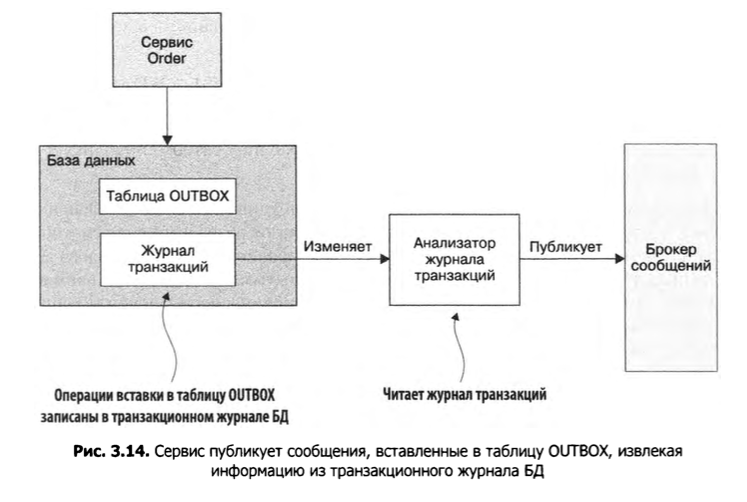 Сервис
Order
База данных
Таблица OUTBOX
Журнал
транзакций
Изменяет
Анализатор
журнала
транзакций
Публикует
Брокер
сообщений
Операции вставки в таблицу OUTBOX
записаны в транзакционном журнале БД
Читает журнал транзакций
Рис. 3.14. Сервис публикует сообщения, вставленные в таблицу OUTBOX, извлекая
информацию из транзакционного журнала БД